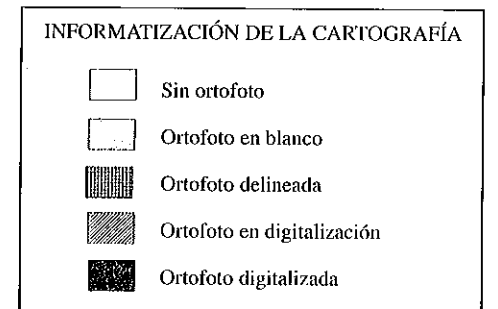 INFORMATIZACIÓN DE LA CARTOGRAFÍA
Sin ortofoto
Ortofoto en blanco
Ortofoto delineada
Ortofoto en digitalización
Ortofoto digitalizada